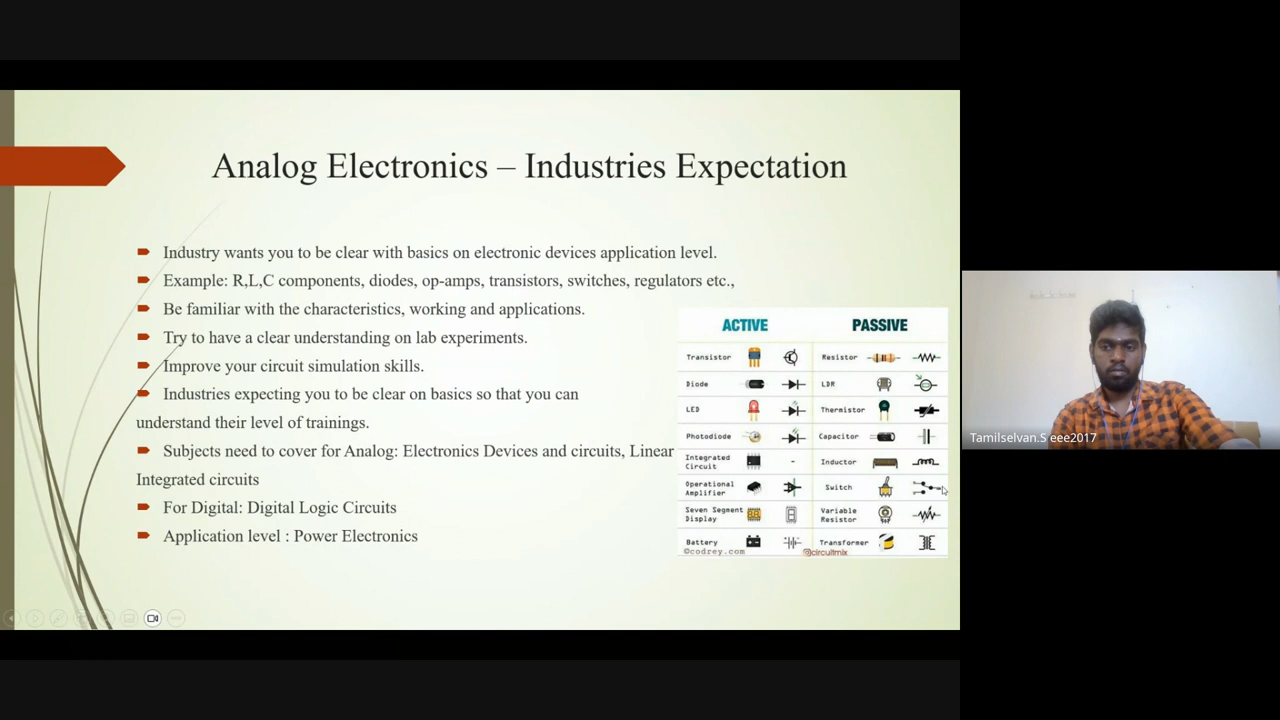 Analog Electronics – Industries Expectation
Industry wants you to be clear with basics on electronic devices application level.
Example: R,L,C components, diodes, op-amps, transistors, switches, regulators etc.,
Be familiar with the characteristics, working and applications.
Try to have a clear understanding on lab experiments.
Improve your circuit simulation skills.
Industries expecting you to be clear on basics so that you can
understand their level of trainings.
Subjects need to cover for Analog: Electronics Devices and circuits, Linear
Integrated circuits
For Digital: Digital Logic Circuits
Application level : Power Electronics
ACTIVE PASSIVE
Transistor Resistor
Diode LDR
LED Thermistor
Photodiode Capacitor
Integrated
Circuit - Inductor
Operational
Amplifier Switch
Seven Segment
Display Variable
Resistor
Battery Transformer
©codrey.com @circuitmix
Tamilselvan.S eee2017